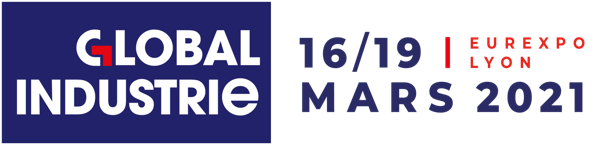 GLOBAL
INDUSTRIE
16/19
EUREXPO
LYON
MARS 2021